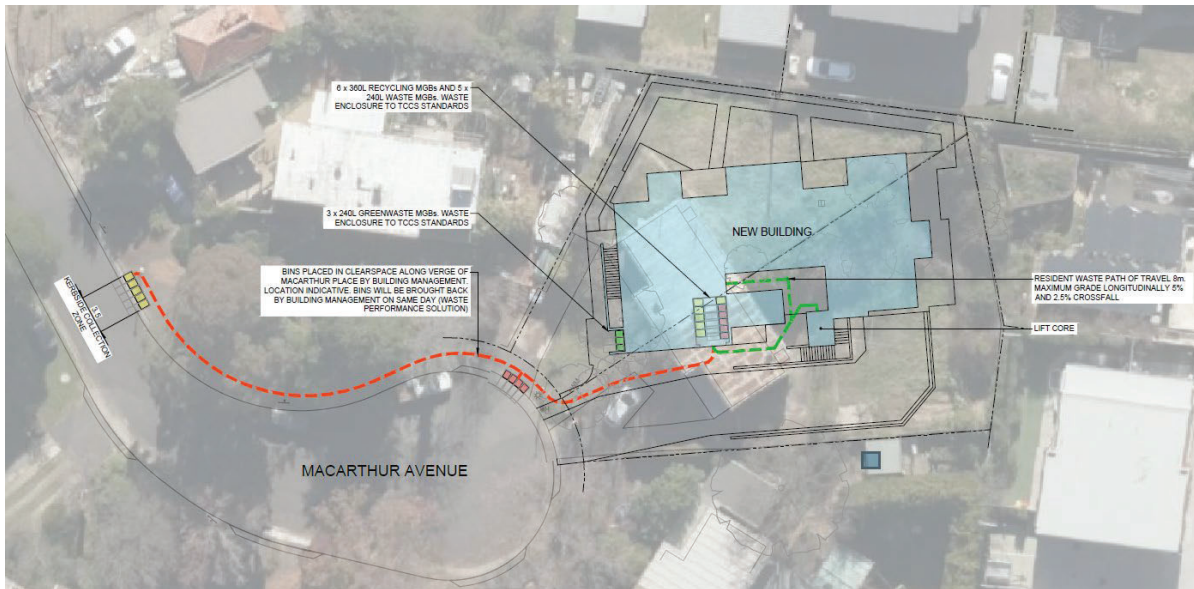 6 x 360L RECYCLING MGBs AND 5 x
240L WASTE MGBs. WASTE
ENCLOSURE TO TCCS STANDARDS
3 x 240L GREENWASTE MGBs. WASTE
ENCLOSURE TO TCCS STANDARDS
BINS PLACED IN CLEARSPACE ALONG VERGE OF
MACARTHUR PLACE BY BUILDING MANAGEMENT.
LOCATION INDICATIVE. BINS WILL BE BROUGHT BACK
BY BUILDING MANAGEMENT ON SAME DAY (WASTE
PERFORMANCE SOLUTION)
NEW BUILDING
RESIDENT WASTE PATH OF TRAVEL 8m.
MAXIMUM GRADE LONGITUDINALLY 5%
AND 2.5% CROSSFALL
LIFT CORE
3.5
KERBSIDE COLLECTION
ZONE
MACARTHUR AVENUE